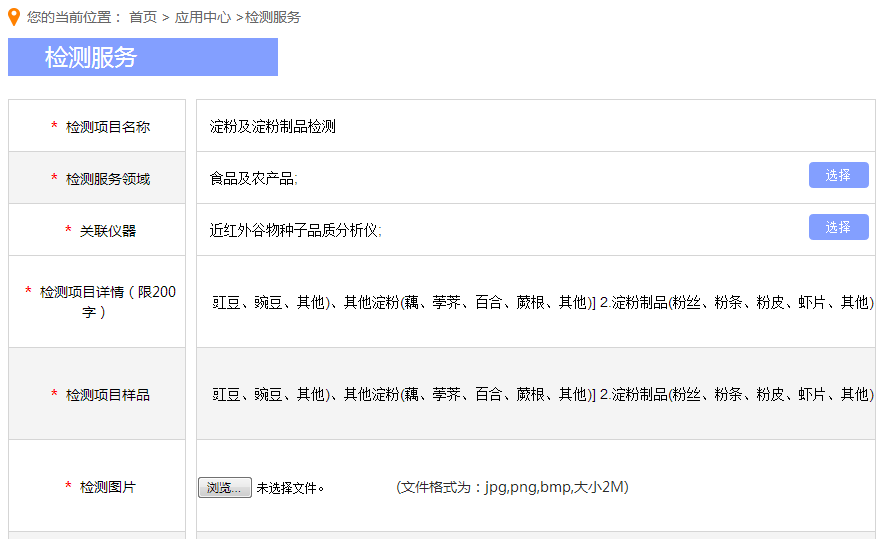 您的当前位置： 首页 > 应用中心 >检测服务
检测服务
* 检测项目名称
淀粉及淀粉制品检测
* 检测服务领域
食品及农产品;
选择
* 关联仪器
近红外谷物种子品质分析仪;
选择
* 检测项目详情（限200
字）
豇豆、豌豆、其他)、其他淀粉(藕、荸荠、百合、蕨根、其他)] 2.淀粉制品(粉丝、粉条、粉皮、虾片、其他)
* 检测项目样品
豇豆、豌豆、其他)、其他淀粉(藕、荸荠、百合、蕨根、其他)] 2.淀粉制品(粉丝、粉条、粉皮、虾片、其他)
* 检测图片
浏览... 未选择文件。
(文件格式为：jpg,png,bmp,大小2M)